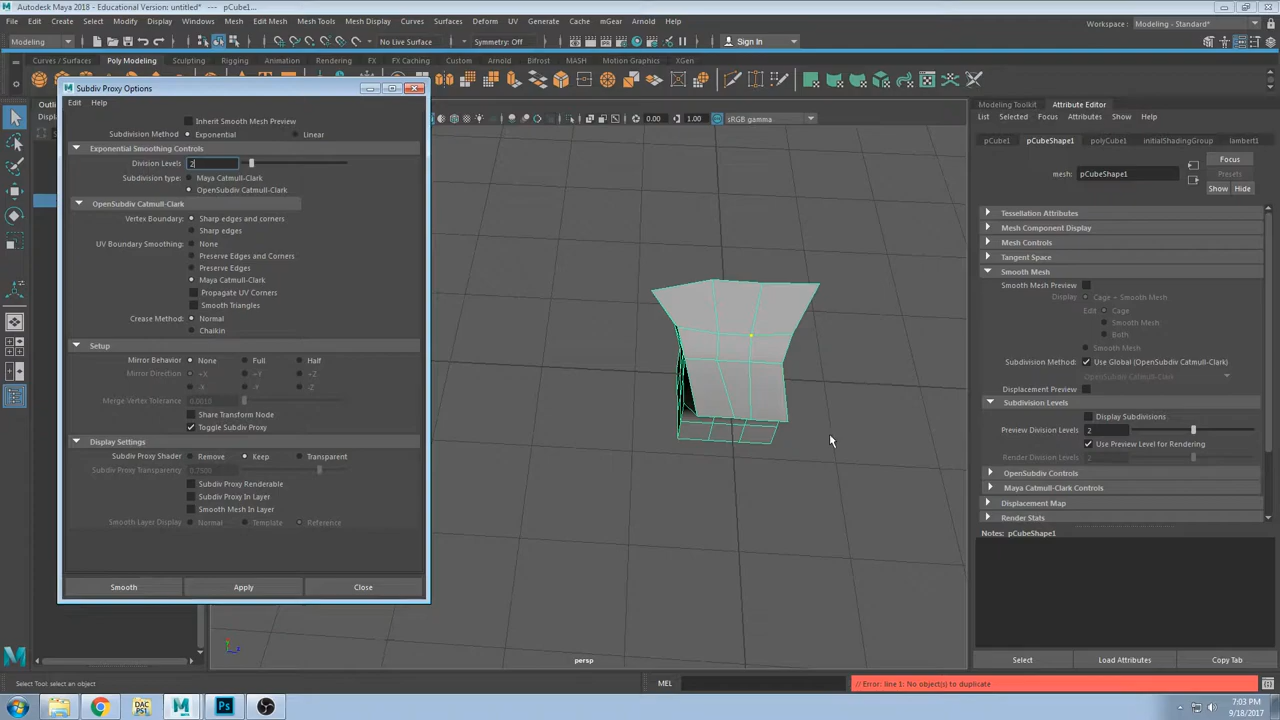 Autodesk Maya 2018 - Educational Version: untitled*   ---   pCube1...
File Edit Create Select Modify Display Windows Mesh Edit Mesh Mesh Tools Mesh Display Curves Surfaces Deform UV Generate Cache mGear Arnold Help
Workspace : Modeling - Standard*
Modeling No Live Surface Symmetry: Off Sign In
Curves / Surfaces Poly Modeling Sculpting Rigging Animation Rendering FX FX Caching Custom Arnold Bifrost MASH Motion Graphics XGen
Subdiv Proxy Options
Edit Help
Inherit Smooth Mesh Preview
Subdivision Method Exponential Linear
Exponential Smoothing Controls
Division Levels 2
Subdivision type: Maya Catmull-Clark
OpenSubdiv Catmull-Clark
OpenSubdiv Catmull-Clark
Vertex Boundary: Sharp edges and corners
Sharp edges
UV Boundary Smoothing: None
Preserve Edges and Corners
Preserve Edges
Maya Catmull-Clark
Propagate UV Corners
Smooth Triangles
Crease Method: Normal
Chaikin
Setup
Mirror Behavior None Full Half
Mirror Direction +X +Y +Z
-X -Y -Z
Merge Vertex Tolerance 0.0010
Share Transform Node
Toggle Subdiv Proxy
Display Settings
Subdiv Proxy Shader Remove Keep Transparent
Subdiv Proxy Transparency 0.7500
Subdiv Proxy Renderable
Subdiv Proxy In Layer
Smooth Mesh In Layer
Smooth Layer Display Normal Template Reference
Smooth Apply Close
Outli
Displ
0.00 1.00 sRGB gamma
persp
Modeling Toolkit Attribute Editor
List Selected Focus Attributes Show Help
pCube1 pCubeShape1 polyCube1 initialShadingGroup lambert1
Focus
mesh: pCubeShape1 Presets
Show Hide
Tessellation Attributes
Mesh Component Display
Mesh Controls
Tangent Space
Smooth Mesh
Smooth Mesh Preview
Display Cage + Smooth Mesh
Edit Cage
Smooth Mesh
Both
Smooth Mesh
Subdivision Method: Use Global (OpenSubdiv Catmull-Clark)
OpenSubdiv Catmull-Clark
Displacement Preview
Subdivision Levels
Display Subdivisions
Preview Division Levels 2
Use Preview Level for Rendering
Render Division Levels 2
OpenSubdiv Controls
Maya Catmull-Clark Controls
Displacement Map
Render Stats
Notes: pCubeShape1
Select Load Attributes Copy Tab
Select Tool: select an object MEL // Error: line 1: No object(s) to duplicate
DAC PS1 Ps
7:03 PM
9/18/2017